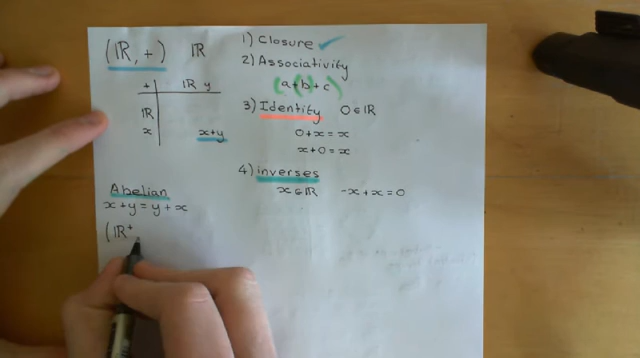 (ℝ, +) ℝ
+ ℝ y
ℝ
x x+y
Abelian
x+y = y+x
(ℝ⁺
1) Closure ✓
2) Associativity
(a+(b)+c)
3) Identity 0∈ℝ
0+x=x
x+0=x
4) inverses
x∈ℝ -x+x=0